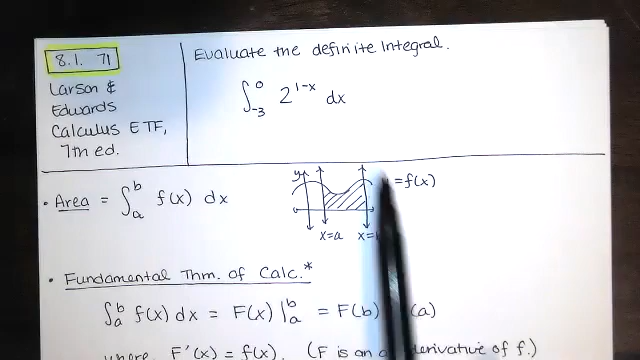 8.1. 71
Larson &
Edwards
Calculus ETF,
7th ed.
Evaluate the definite Integral.
∫₋₃⁰ 2^(1-x) dx
• Area = ∫ₐᵇ f(x) dx
y
=f(x)
x=a x=
• Fundamental Thm. of Calc.*
∫ₐᵇ f(x) dx = F(x) |ₐᵇ = F(b) (a)
where F'(x) = f(x). (F is an derivative of f.)